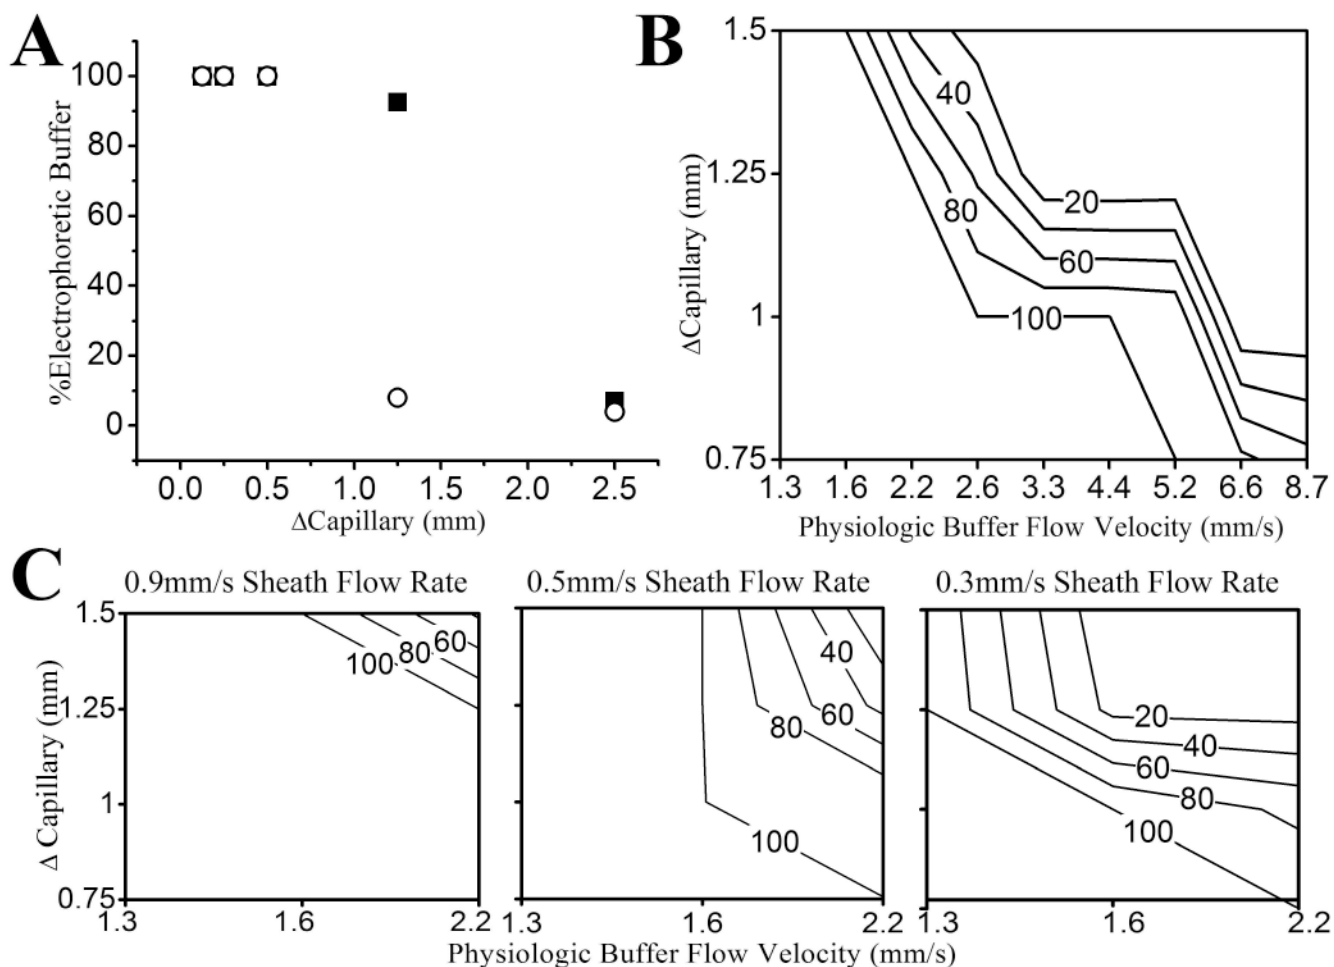 A
100
80
60
40
20
0
%Electrophoretic Buffer
0.0 0.5 1.0 1.5 2.0 2.5
ΔCapillary (mm)
B
1.5
1.25
1
0.75
ΔCapillary (mm)
40
20
80
60
100
1.3 1.6 2.2 2.6 3.3 4.4 5.2 6.6 8.7
Physiologic Buffer Flow Velocity (mm/s)
C
0.9mm/s Sheath Flow Rate
0.5mm/s Sheath Flow Rate
0.3mm/s Sheath Flow Rate
1.5
1.25
1
0.75
Δ Capillary (mm)
100 80 60
40
60
80
100
20
40
60
80
100
1.3 1.6 2.2
1.6 2.2
1.3 1.6 2.2
Physiologic Buffer Flow Velocity (mm/s)